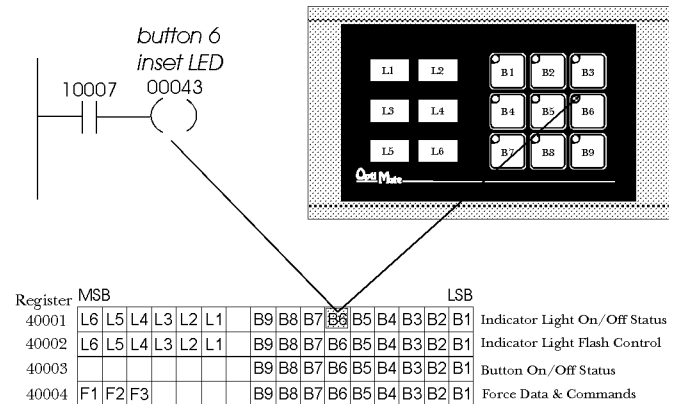 button 6
inset LED
10007 00043
L1 L2 B1 B2 B3
L3 L4 B4 B5 B6
L5 L6 B7 B8 B9
Opti Mate
Register MSB LSB
40001 L6 L5 L4 L3 L2 L1 B9 B8 B7 B6 B5 B4 B3 B2 B1 Indicator Light On/Off Status
40002 L6 L5 L4 L3 L2 L1 B9 B8 B7 B6 B5 B4 B3 B2 B1 Indicator Light Flash Control
40003 B9 B8 B7 B6 B5 B4 B3 B2 B1 Button On/Off Status
40004 F1 F2 F3 B9 B8 B7 B6 B5 B4 B3 B2 B1 Force Data & Commands